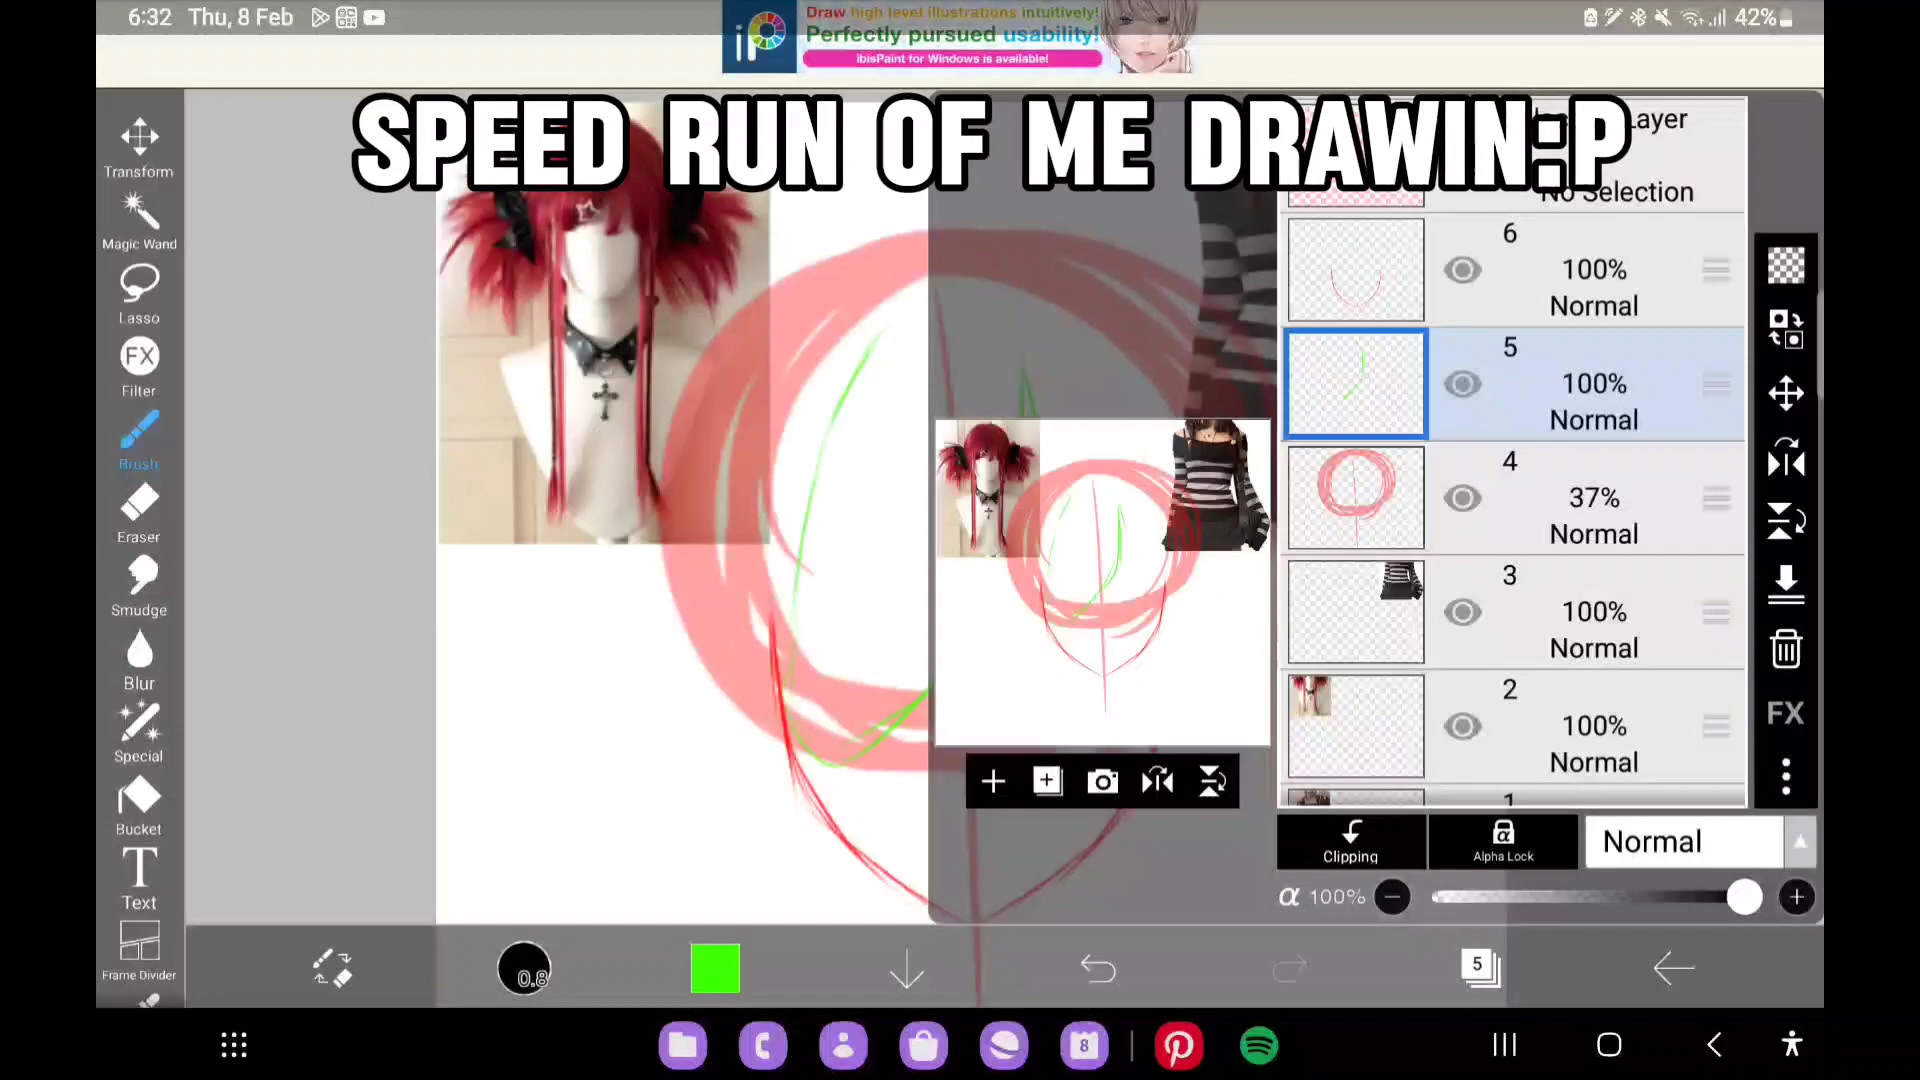 6:32 Thu, 8 Feb
42%
iP
Draw high level illustrations intuitively!
Perfectly pursued usability!
ibisPaint for Windows is available!
SPEED RUN OF ME DRAWIN:P
Layer
No Selection
Transform
Magic Wand
Lasso
FX
Filter
Brush
Eraser
Smudge
Blur
Special
Bucket
T
Text
Frame Divider
6
100%
Normal
5
100%
Normal
4
37%
Normal
3
100%
Normal
2
100%
Normal
1
FX
Clipping
α
Alpha Lock
Normal
α 100%
0.8
5
8